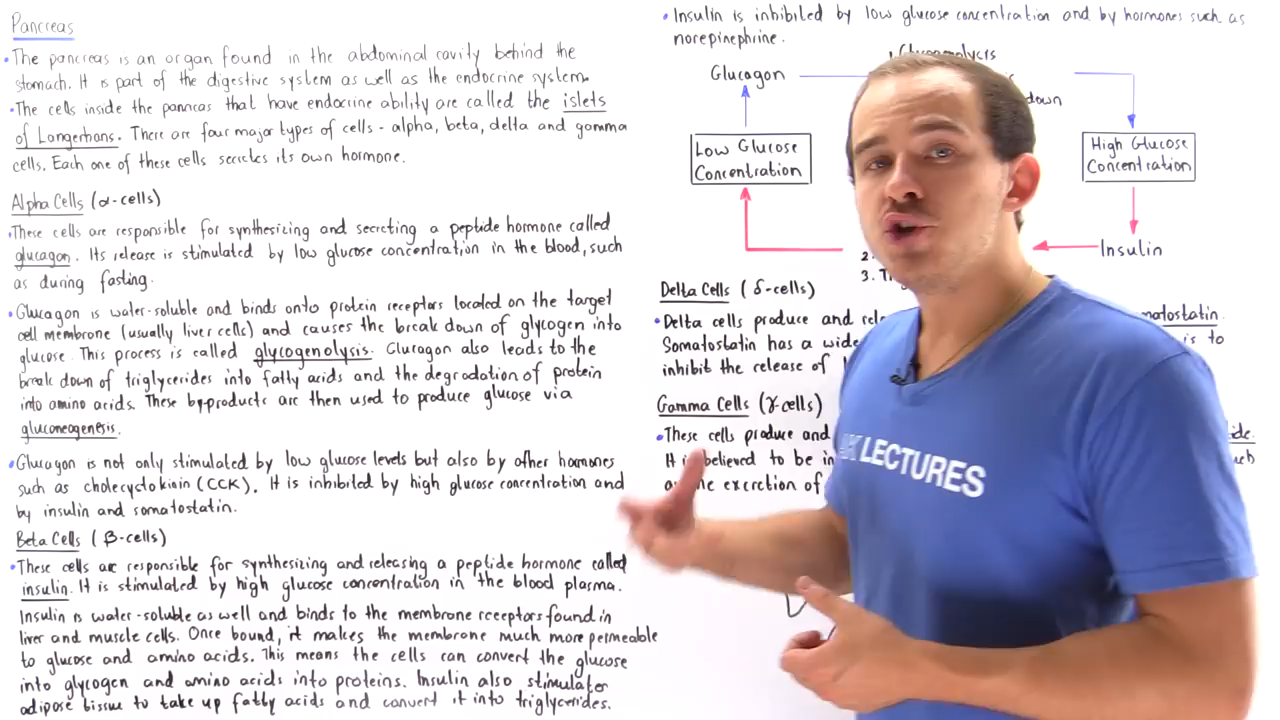 Pancreas
• The pancreas is an organ found in the abdominal cavity behind the
stomach. It is part of the digestive system as well as the endocrine system.
• The cells inside the pancreas that have endocrine ability are called the islets
of Langerhans. There are four major types of cells - alpha, beta, delta and gamma
cells. Each one of these cells secretes its own hormone.
Alpha Cells (α-cells)
• These cells are responsible for synthesizing and secreting a peptide hormone called
glucagon. Its release is stimulated by low glucose concentration in the blood, such
as during fasting.
• Glucagon is water-soluble and binds onto protein receptors located on the target
cell membrane (usually liver cells) and causes the break down of glycogen into
glucose. This process is called glycogenolysis. Glucagon also leads to the
break down of triglycerides into fatty acids and the degradation of protein
into amino acids. These by-products are then used to produce glucose via
gluconeogenesis.
• Glucagon is not only stimulated by low glucose levels but also by other hormones
such as cholecystokinin (CCK). It is inhibited by high glucose concentration and
by insulin and somatostatin.
Beta Cells (β-cells)
• These cells are responsible for synthesizing and releasing a peptide hormone called
insulin. It is stimulated by high glucose concentration in the blood plasma.
Insulin is water-soluble as well and binds to the membrane receptors found in
liver and muscle cells. Once bound, it makes the membrane much more permeable
to glucose and amino acids. This means the cells can convert the glucose
into glycogen and amino acids into proteins. Insulin also stimulator
adipose tissue to take up fatty acids and convert it into triglycerides.
• Insulin is inhibited by low glucose concentration and by hormones such as
norepinephrine.
Glucagon
down
Low Glucose
Concentration
High Glucose
Concentration
Insulin
2.
3.
Delta Cells (δ-cells)
• Delta cells produce and
Somatostatin has a wide is to
inhibit the release of
Gamma Cells (γ-cells)
• These cells produce and
It is believed to be
excretion of
LECTURES